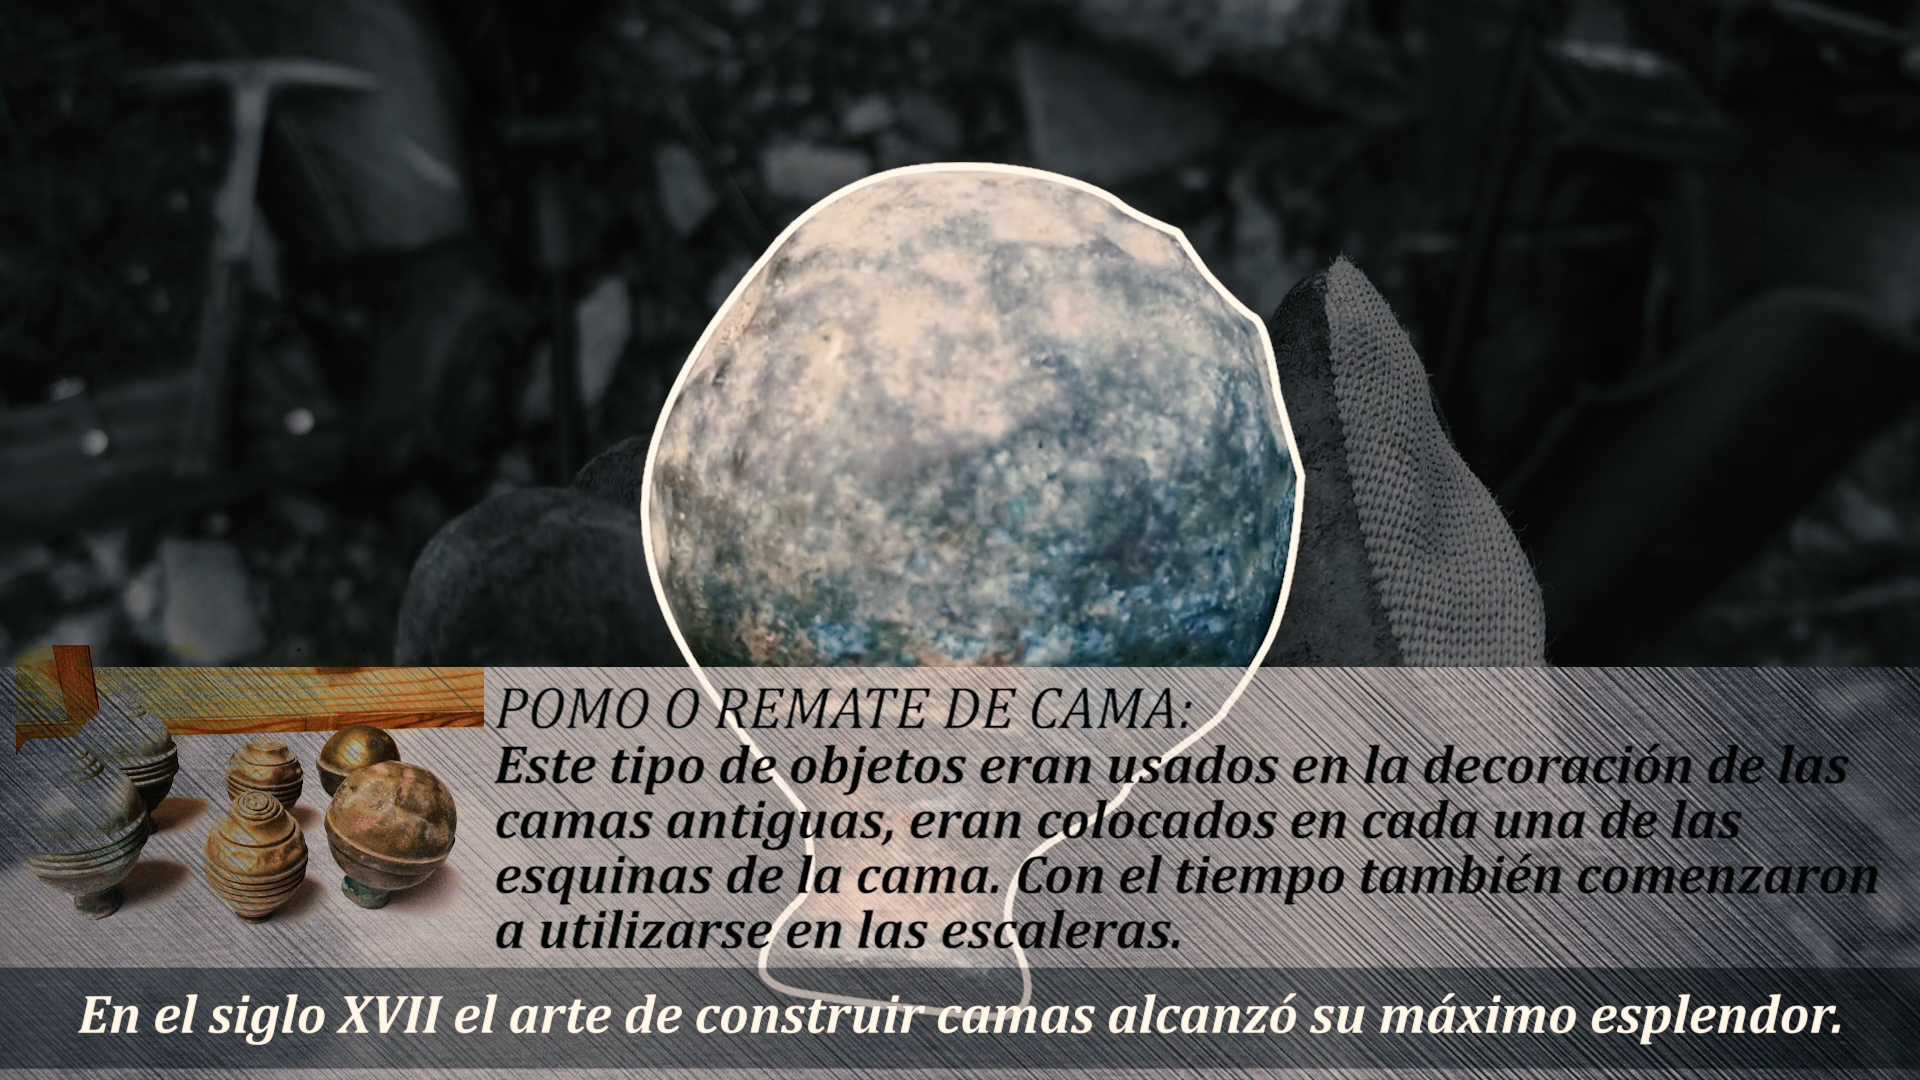 POMO O REMATE DE CAMA:
Este tipo de objetos eran usados en la decoración de las
camas antiguas, eran colocados en cada una de las
esquinas de la cama. Con el tiempo también comenzaron
a utilizarse en las escaleras.
En el siglo XVII el arte de construir camas alcanzó su máximo esplendor.